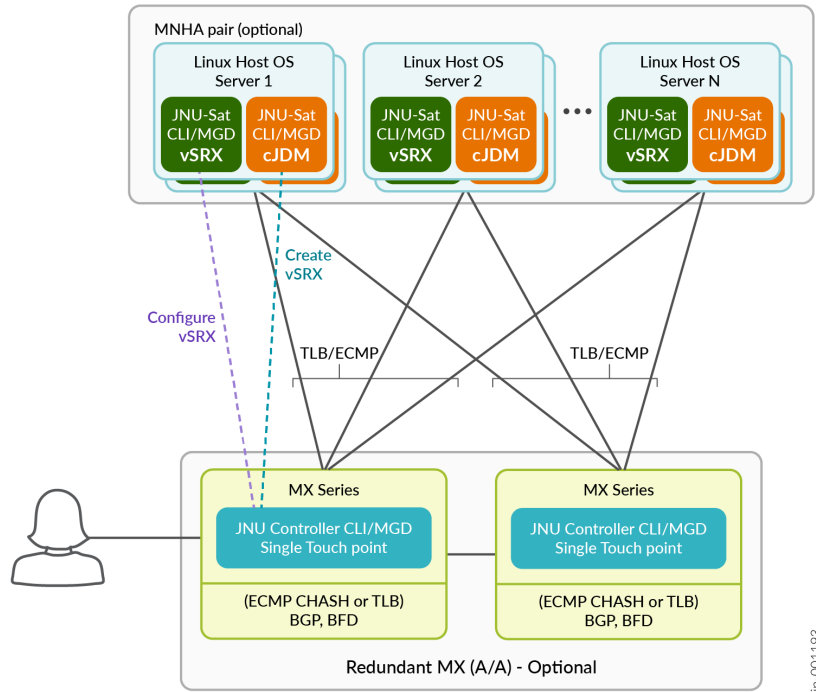 MNHA pair (optional)
Linux Host OS
Server 1
JNU-Sat
CLI/MGD
vSRX
JNU-Sat
CLI/MGD
cJDM
Linux Host OS
Server 2
JNU-Sat
CLI/MGD
vSRX
JNU-Sat
CLI/MGD
cJDM
Linux Host OS
Server N
JNU-Sat
CLI/MGD
vSRX
JNU-Sat
CLI/MGD
cJDM
Create
vSRX
Configure
vSRX
TLB/ECMP
TLB/ECMP
MX Series
JNU Controller CLI/MGD
Single Touch point
(ECMP CHASH or TLB)
BGP, BFD
MX Series
JNU Controller CLI/MGD
Single Touch point
(ECMP CHASH or TLB)
BGP, BFD
Redundant MX (A/A) - Optional